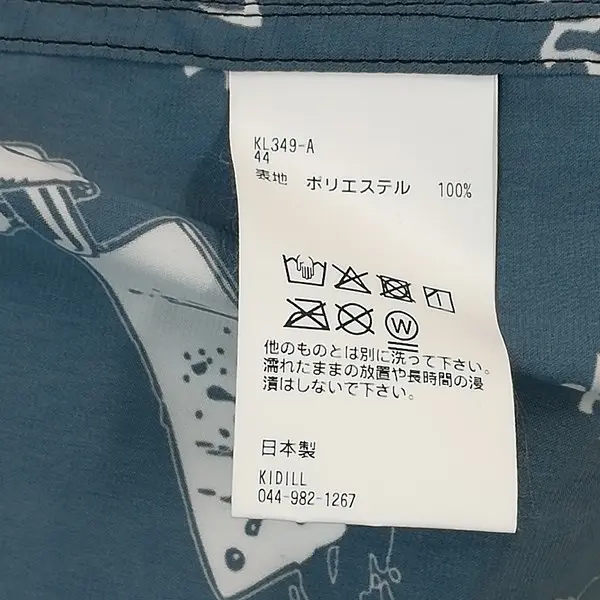 KL349-A
44
表地 ポリエステル 100%
W
他のものとは別に洗って下さい。
濡れたままの放置や長時間の浸
漬はしないで下さい。
日本製
KIDILL
044-982-1267